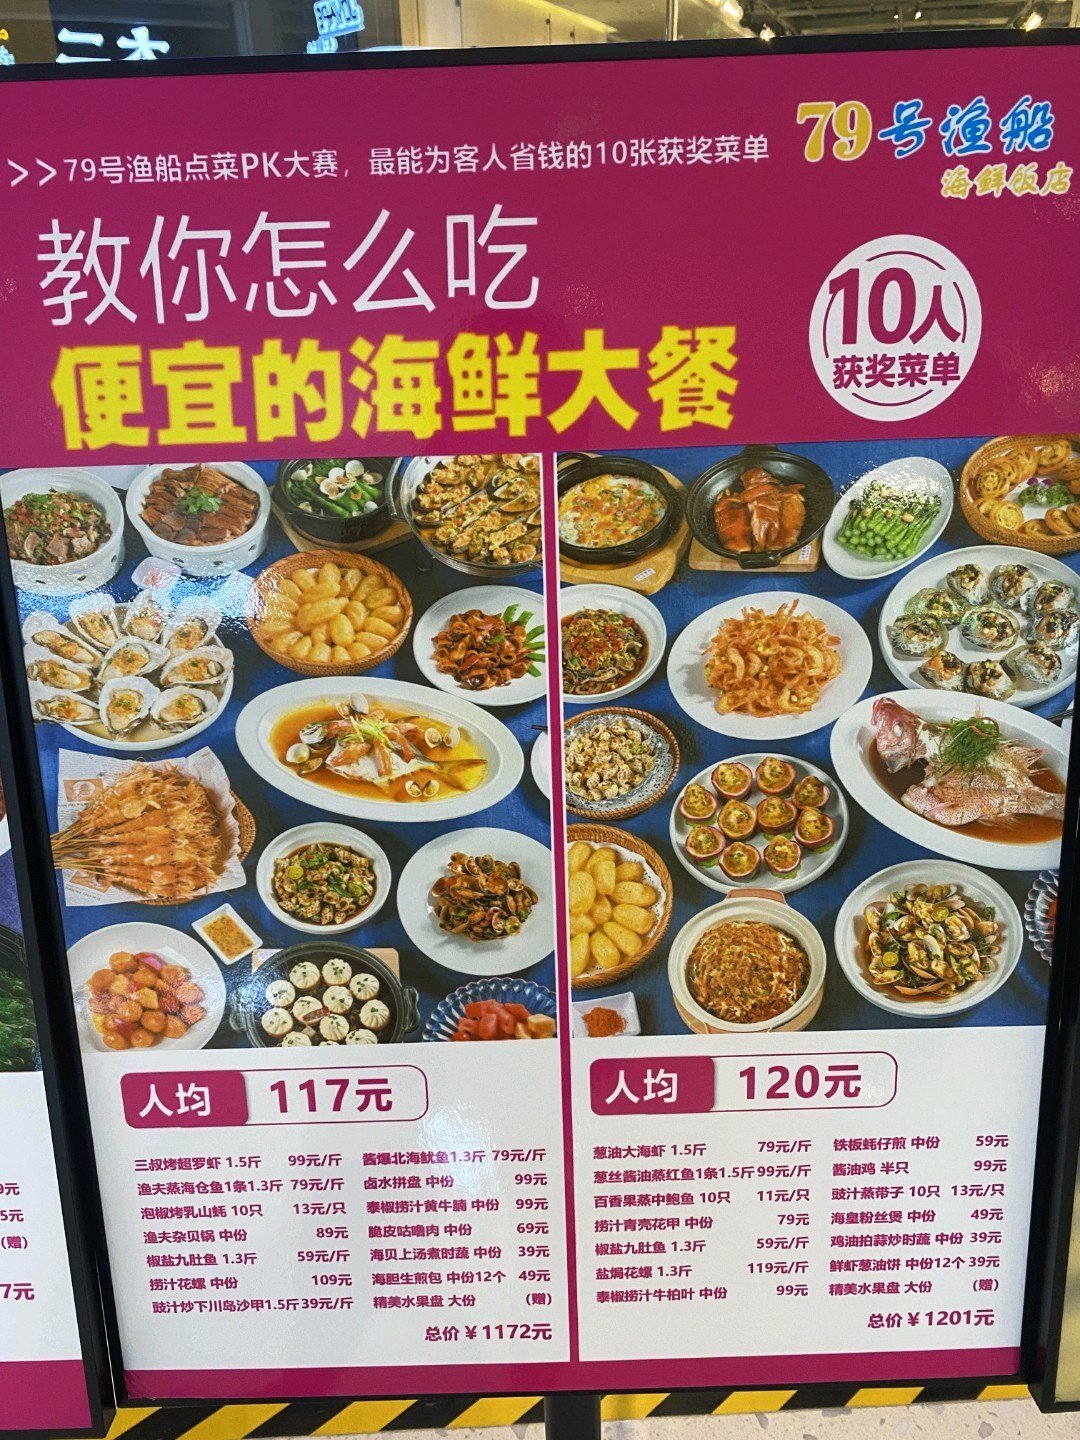 二木
>>79号渔船点菜PK大赛，最能为客人省钱的10张获奖菜单
79号渔船
海鲜饭店
教你怎么吃
便宜的海鲜大餐
10人
获奖菜单
人均 117元
三叔烤超罗虾 1.5斤 99元/斤
渔夫蒸海仓鱼1条1.3斤 79元/斤
泡椒烤乳山蚝 10只 13元/只
渔夫杂贝锅 中份 89元
椒盐九肚鱼 1.3斤 59元/斤
捞汁花螺 中份 109元
豉汁炒下川岛沙甲1.5斤 39元/斤
酱爆北海鱿鱼1.3斤 79元/斤
卤水拼盘 中份 99元
泰椒捞汁黄牛腩 中份 99元
脆皮咕噜肉 中份 69元
海贝上汤煮时蔬 中份 39元
海胆生煎包 中份12个 49元
精美水果盘 大份 (赠)
总价￥1172元
人均 120元
葱油大海虾 1.5斤 79元/斤
葱丝酱油蒸红鱼1条1.5斤 99元/斤
百香果蒸中鲍鱼 10只 11元/只
捞汁青壳花甲 中份 79元
椒盐九肚鱼 1.3斤 59元/斤
盐焗花螺 1.3斤 119元/斤
泰椒捞汁牛柏叶 中份 99元
铁板蚝仔煎 中份 59元
酱油鸡 半只 99元
豉汁蒸带子 10只 13元/只
海皇粉丝煲 中份 49元
鸡油拍蒜炒时蔬 中份 39元
鲜虾葱油饼 中份12个 39元
精美水果盘 大份 (赠)
总价￥1201元
9元
5元
(赠)
7元